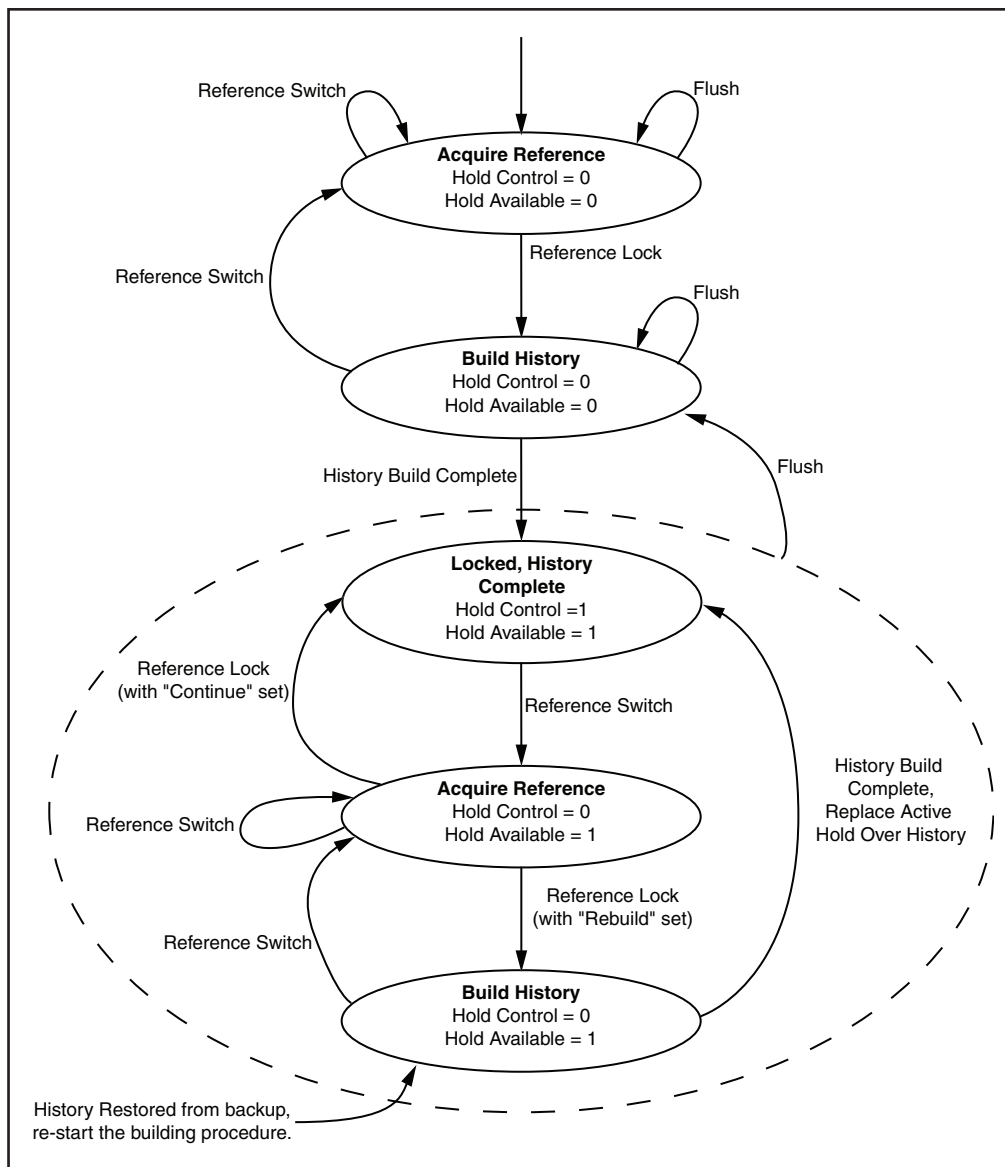 Reference Switch
Flush
Acquire Reference
Hold Control = 0
Hold Available = 0
Reference Lock
Reference Switch
Flush
Build History
Hold Control = 0
Hold Available = 0
History Build Complete
Flush
Locked, History
Complete
Hold Control =1
Hold Available = 1
Reference Lock
(with "Continue" set)
Reference Switch
Acquire Reference
Hold Control = 0
Hold Available = 1
History Build
Complete,
Replace Active
Hold Over History
Reference Switch
Reference Lock
(with "Rebuild" set)
Reference Switch
Build History
Hold Control = 0
Hold Available = 1
History Restored from backup,
re-start the building procedure.